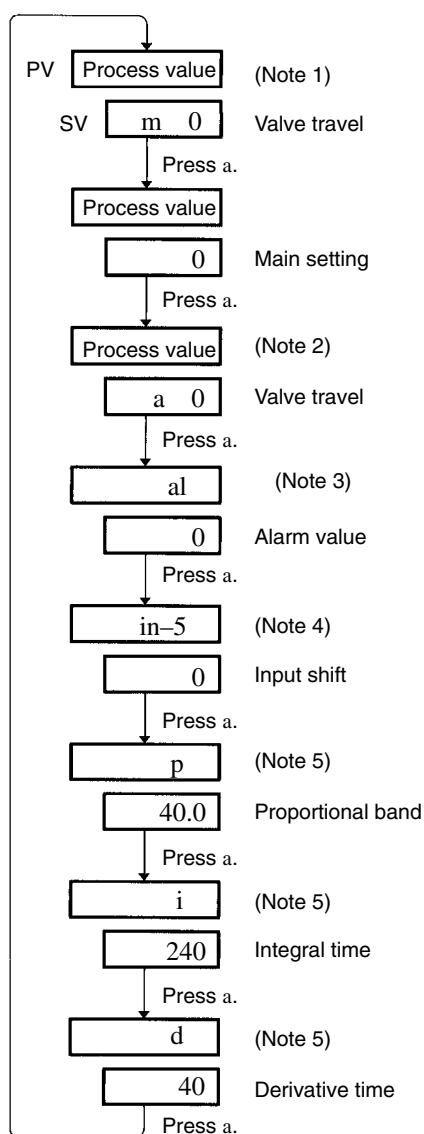 PV Process value (Note 1)
SV m 0 Valve travel
Press a.
Process value
0 Main setting
Press a.
Process value (Note 2)
a 0 Valve travel
Press a.
al (Note 3)
0 Alarm value
Press a.
in–5 (Note 4)
0 Input shift
Press a.
p (Note 5)
40.0 Proportional band
Press a.
i (Note 5)
240 Integral time
Press a.
d (Note 5)
40 Derivative time
Press a.